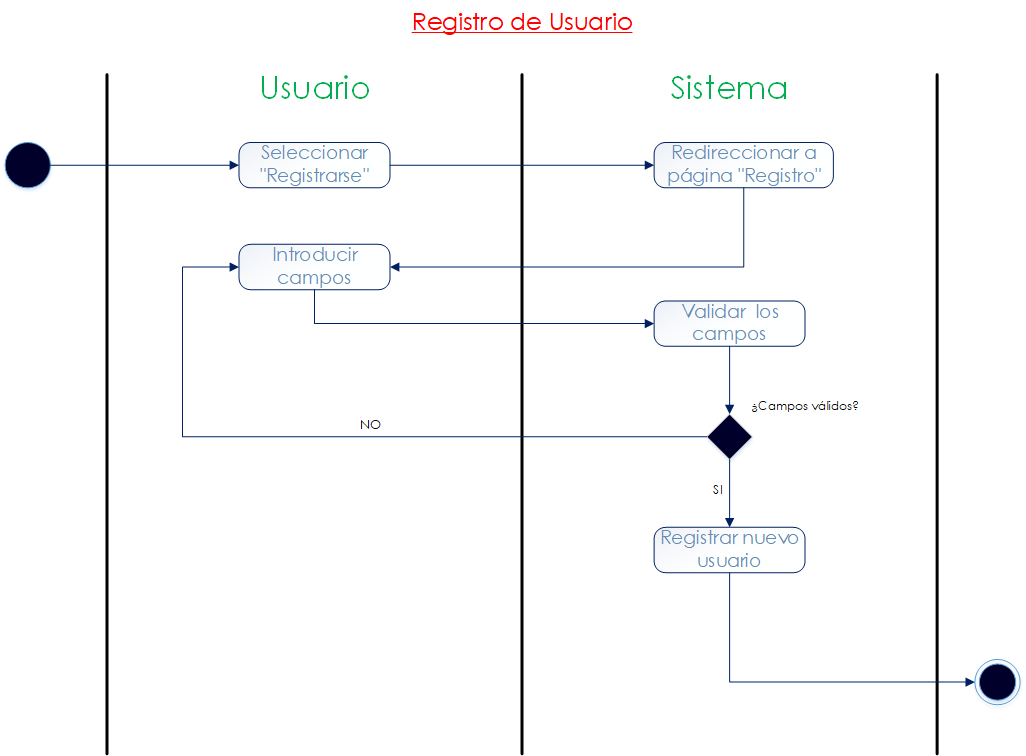 Registro de Usuario
Usuario
Sistema
Seleccionar
"Registrarse"
Redireccionar a
página "Registro"
Introducir
campos
Validar los
campos
¿Campos válidos?
NO
SI
Registrar nuevo
usuario